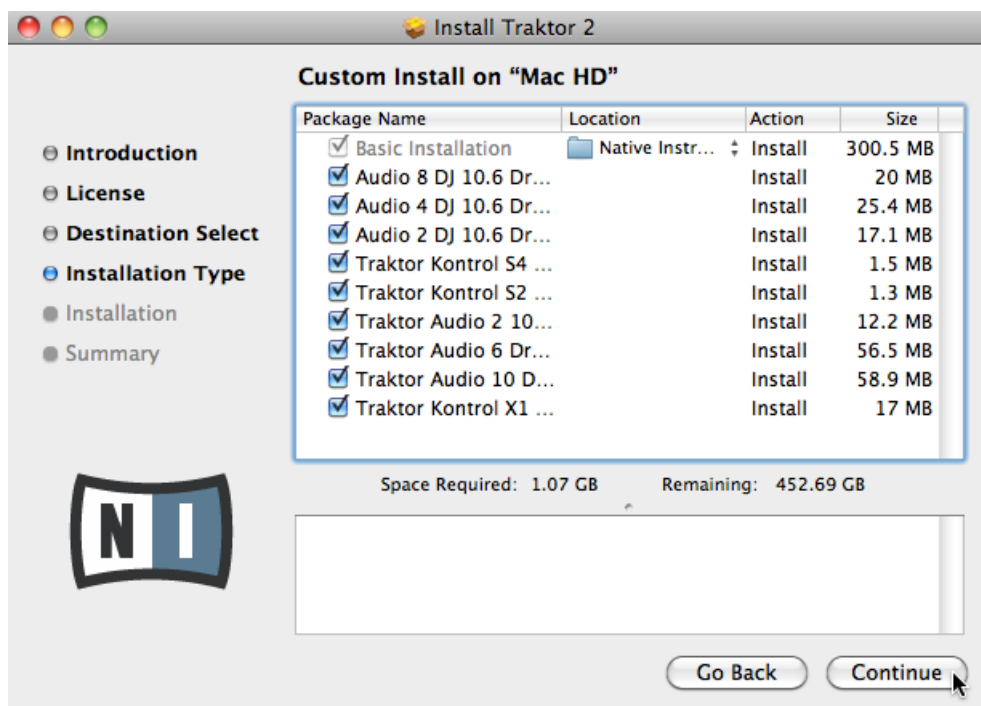 Install Traktor 2
Custom Install on “Mac HD”
Introduction
License
Destination Select
Installation Type
Installation
Summary
Package Name Location Action Size
Basic Installation Native Instr... Install 300.5 MB
Audio 8 DJ 10.6 Dr... Install 20 MB
Audio 4 DJ 10.6 Dr... Install 25.4 MB
Audio 2 DJ 10.6 Dr... Install 17.1 MB
Traktor Kontrol S4 ... Install 1.5 MB
Traktor Kontrol S2 ... Install 1.3 MB
Traktor Audio 2 10... Install 12.2 MB
Traktor Audio 6 Dr... Install 56.5 MB
Traktor Audio 10 D... Install 58.9 MB
Traktor Kontrol X1 ... Install 17 MB
Space Required: 1.07 GB Remaining: 452.69 GB
NI
Go Back Continue